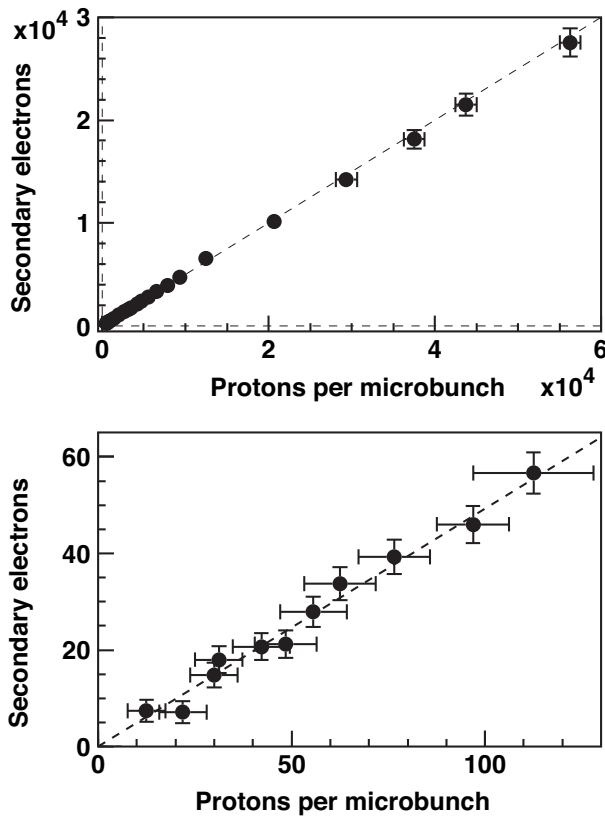 x10⁴ 3
2
1
0
Secondary electrons
0 2 4 6
Protons per microbunch x10⁴
60
40
20
0
Secondary electrons
0 50 100
Protons per microbunch